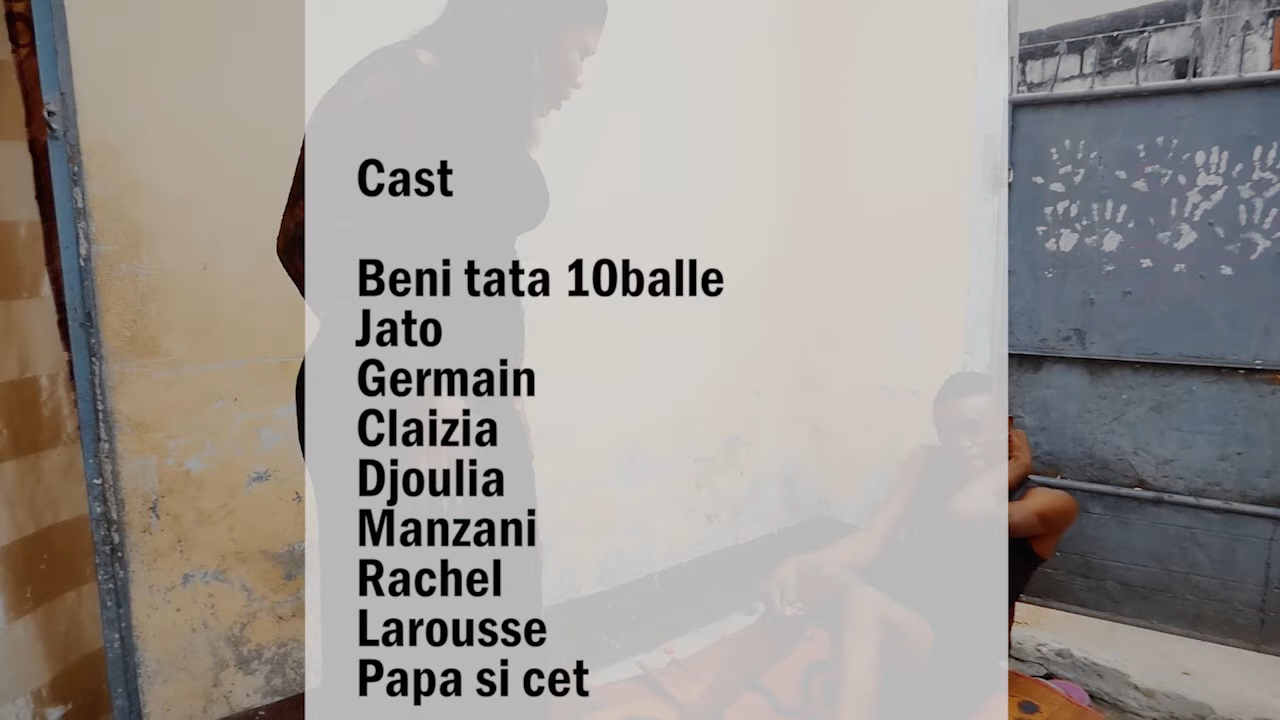 Cast
Beni tata 10balle
Jato
Germain
Claizia
Djoulia
Manzani
Rachel
Larousse
Papa si cet